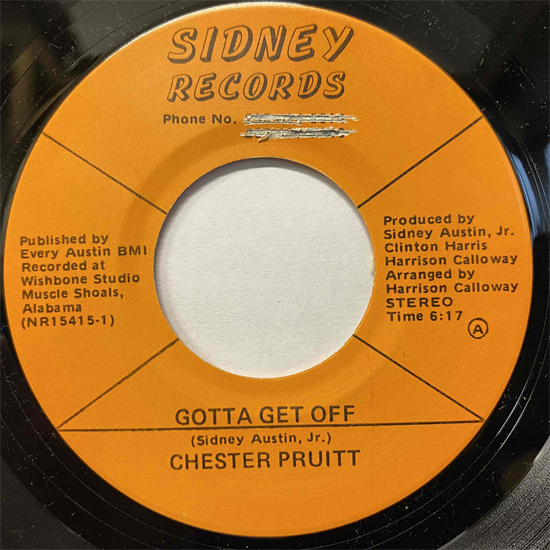 SIDNEY
RECORDS
Phone No.
Published by
Every Austin BMI
Recorded at
Wishbone Studio
Muscle Shoals,
Alabama
(NR15415-1)
Produced by
Sidney Austin, Jr.
Clinton Harris
Harrison Calloway
Arranged by
Harrison Calloway
STEREO
Time 6:17
A
GOTTA GET OFF
(Sidney Austin, Jr.)
CHESTER PRUITT